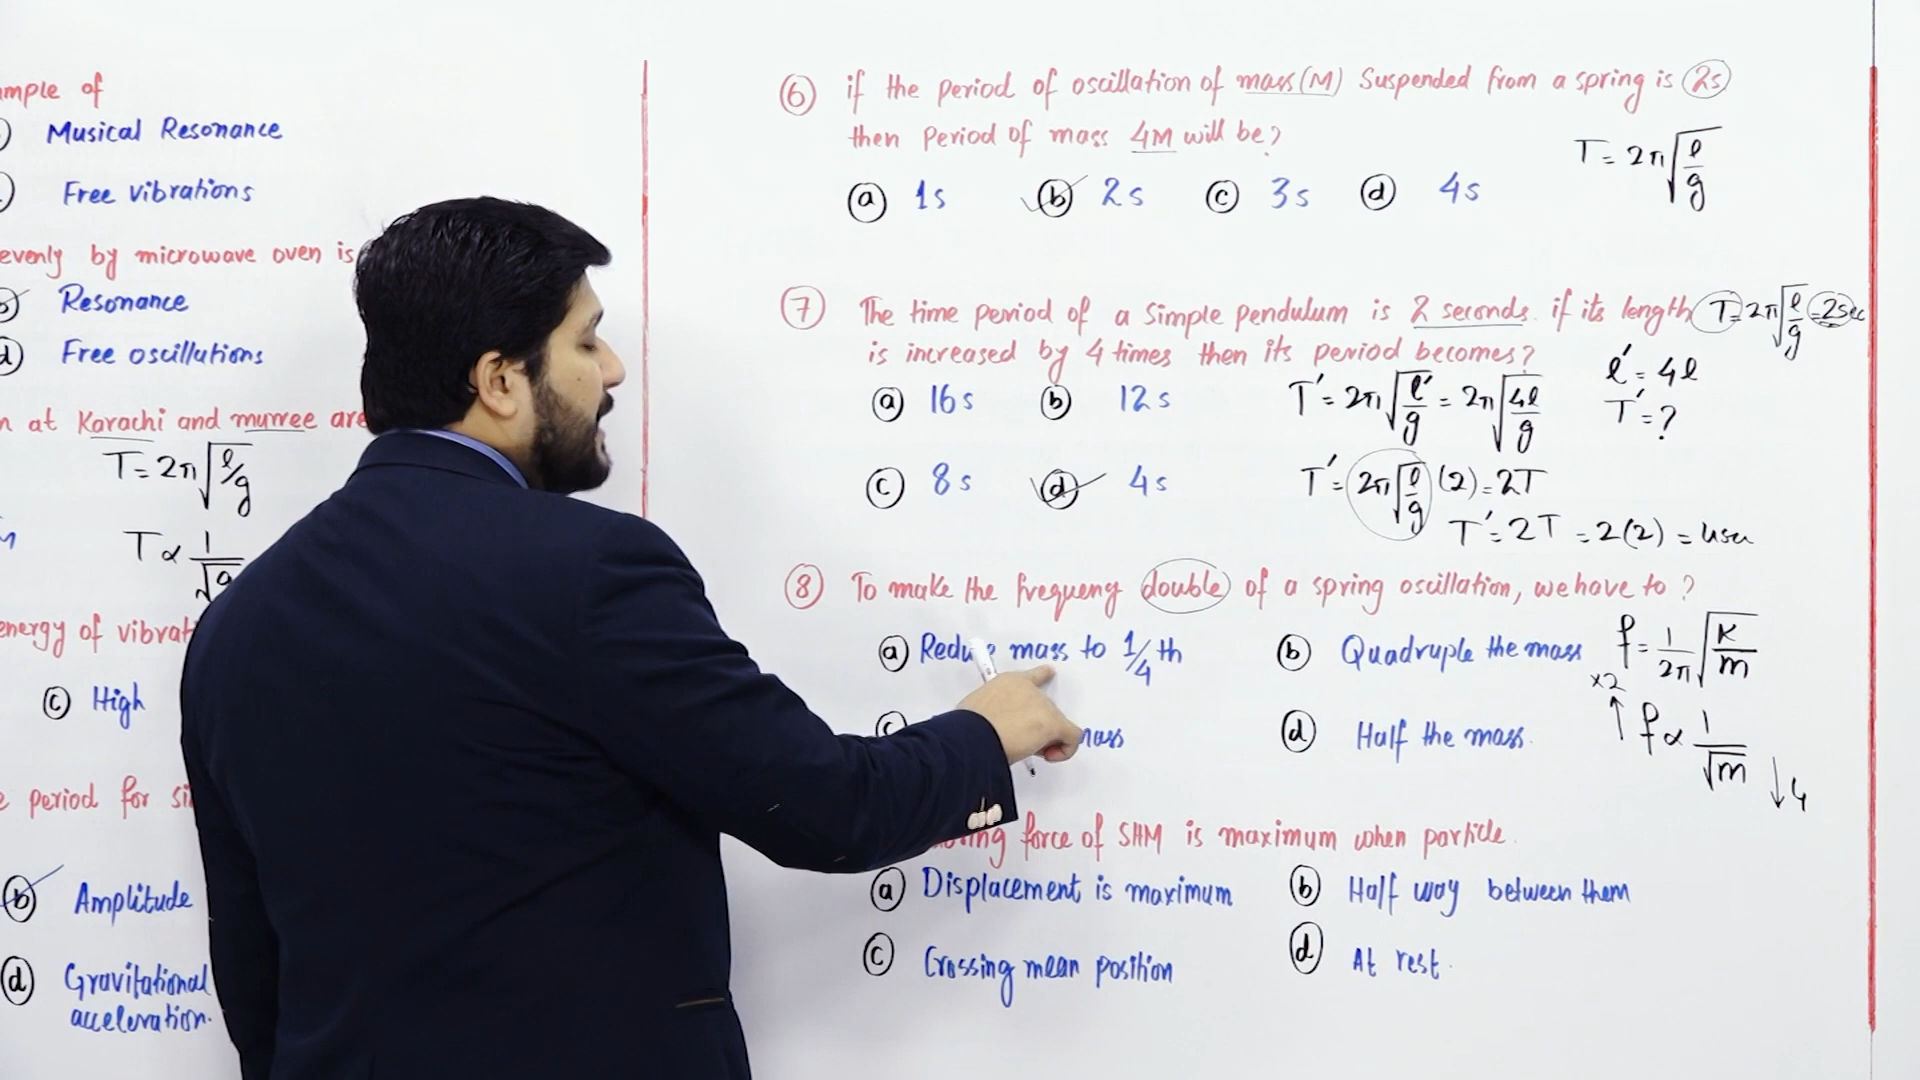 mple of
Musical Resonance
Free vibrations
evenly by microwave oven is
b Resonance
d Free oscillations
at Karachi and murree are
T = 2π√(l/g)
T ∝ 1/√g
energy of vibrat
c High
period for si
b Amplitude
d Gravitational
acceleration.
6 if the period of oscillation of mass (M) Suspended from a spring is 2s
then Period of mass 4M will be?
T = 2π√(l/g)
a 1s b 2s c 3s d 4s
7 The time period of a Simple pendulum is 2 seconds. if its length
T = 2π√(l/g) = 2sec
is increased by 4 times then its period becomes?
l' = 4l
T' = ?
a 16s b 12s
T' = 2π√(l'/g) = 2π√(4l/g)
c 8s d 4s
T' = 2π√(l/g) (2) = 2T
T' = 2T = 2(2) = 4sec
8 To make the frequency double of a spring oscillation, we have to?
a Reduce mass to 1/4 th b Quadruple the mass
f = 1/2π √(K/m)
×2
c mass d Half the mass.
↑ f ∝ 1/√m ↓4
force of SHM is maximum when particle.
a Displacement is maximum b Half way between them
c Crossing mean position d At rest.